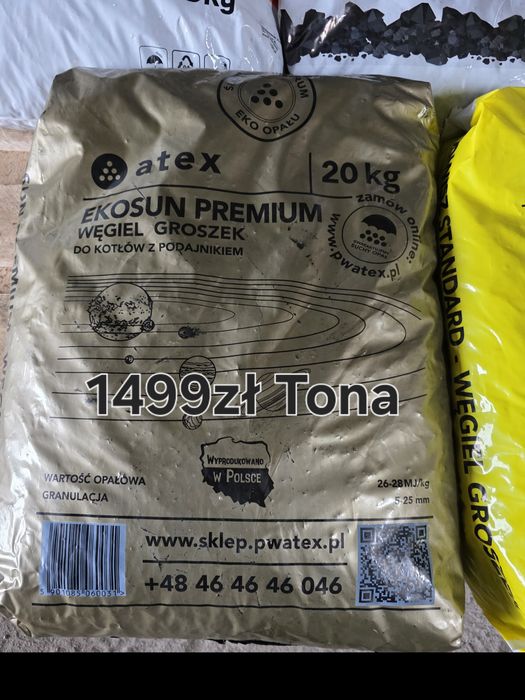 kg
EKO OPAŁU
atex
20 kg
EKOSUN PREMIUM
WĘGIEL GROSZEK
DO KOTŁÓW Z PODAJNIKIEM
zamów online:
www.pwatex.pl
SUCHY OPAŁ
1499zł Tona
WYPRODUKOWANO
W POLSCE
WARTOŚĆ OPAŁOWA
26-28 MJ/kg
GRANULACJA
5-25 mm
www.sklep.pwatex.pl
+48 46 46 46 046
STANDARD - WĘGIEL GROSZEK